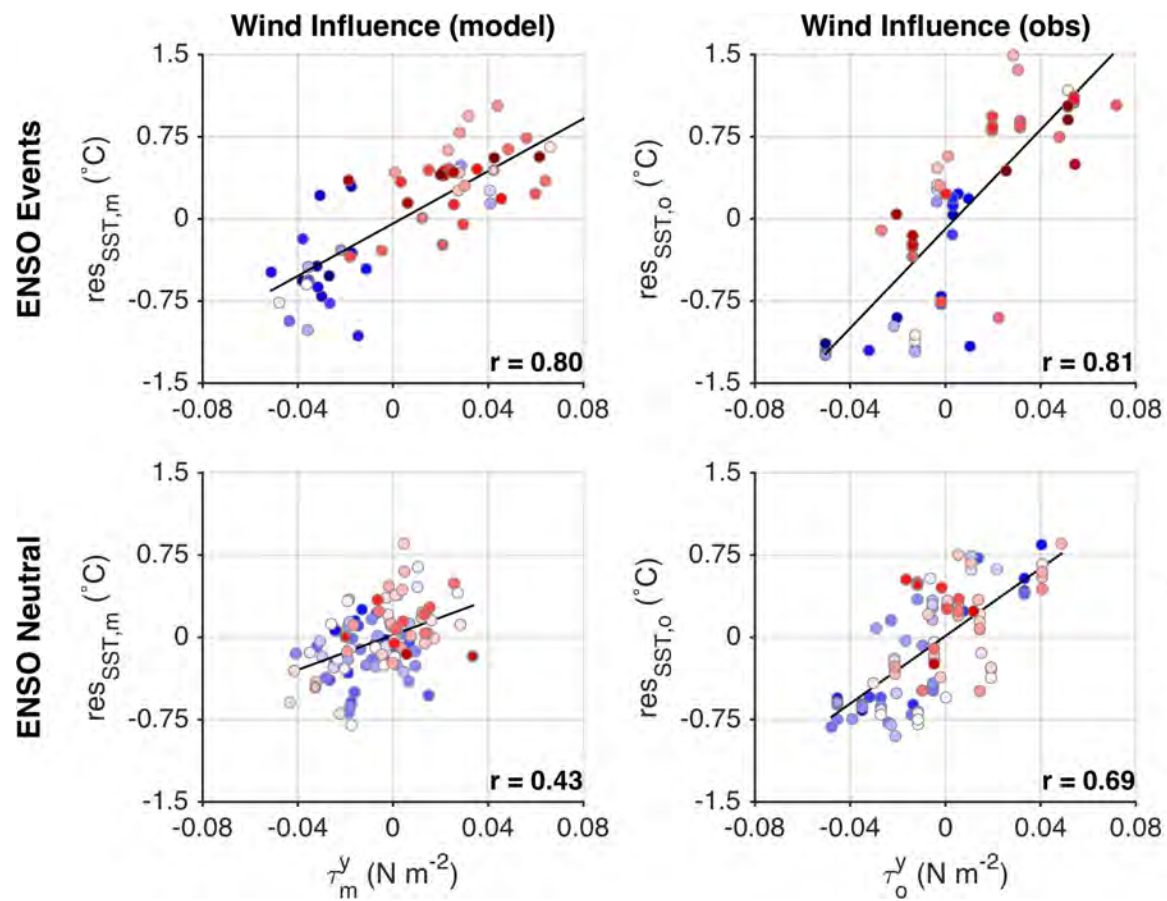 Wind Influence (model)
Wind Influence (obs)
ENSO Events
res_SST,m (˚C)
1.5
0.75
0
-0.75
-1.5
r = 0.80
-0.08 -0.04 0 0.04 0.08
res_SST,o (˚C)
1.5
0.75
0
-0.75
-1.5
r = 0.81
-0.08 -0.04 0 0.04 0.08
ENSO Neutral
res_SST,m (˚C)
1.5
0.75
0
-0.75
-1.5
r = 0.43
-0.08 -0.04 0 0.04 0.08
τ_m^y (N m^-2)
res_SST,o (˚C)
1.5
0.75
0
-0.75
-1.5
r = 0.69
-0.08 -0.04 0 0.04 0.08
τ_o^y (N m^-2)